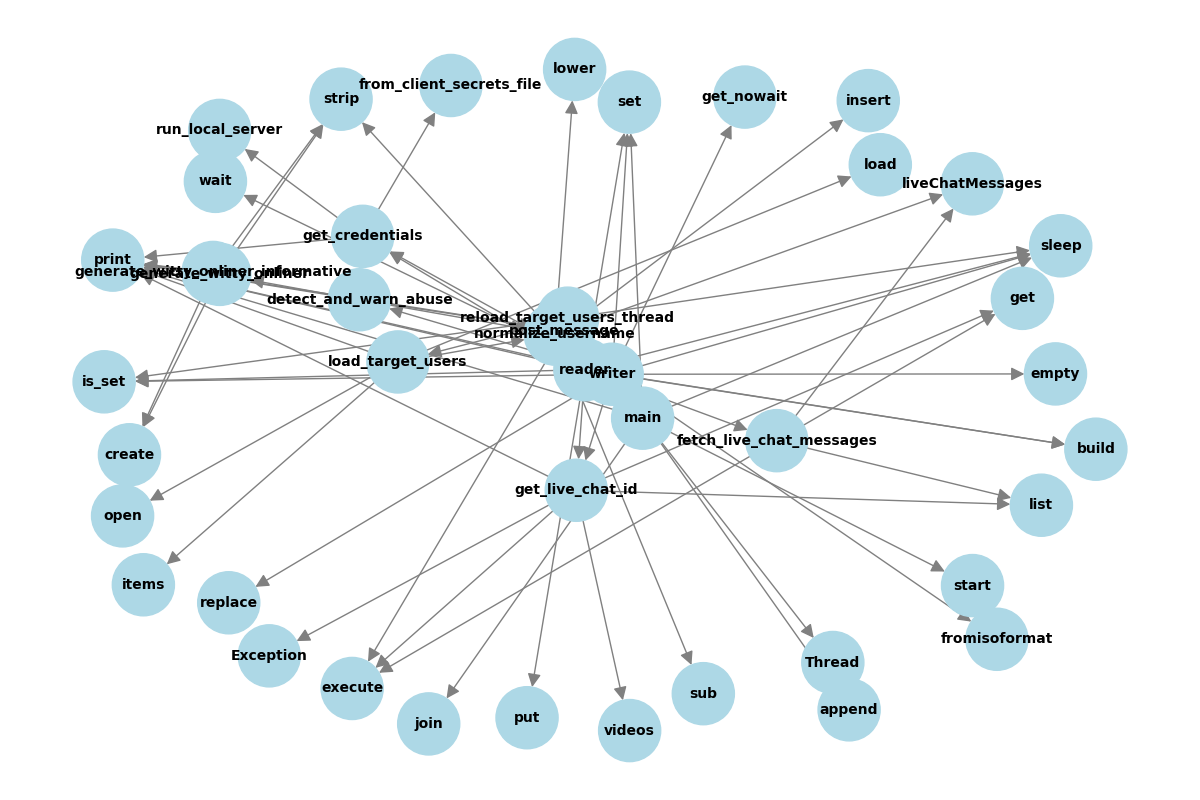 lower
from_client_secrets_file
strip
set
get_nowait
insert
run_local_server
load
wait
liveChatMessages
get_credentials
sleep
print
generate_witty_onliner_informative
generate_witty_onliner
detect_and_warn_abuse
get
reload_target_users_thread
post_message
normalize_username
load_target_users
reader
writer
empty
is_set
main
fetch_live_chat_messages
build
create
get_live_chat_id
list
open
items
start
replace
fromisoformat
Exception
Thread
execute
sub
append
join
put
videos